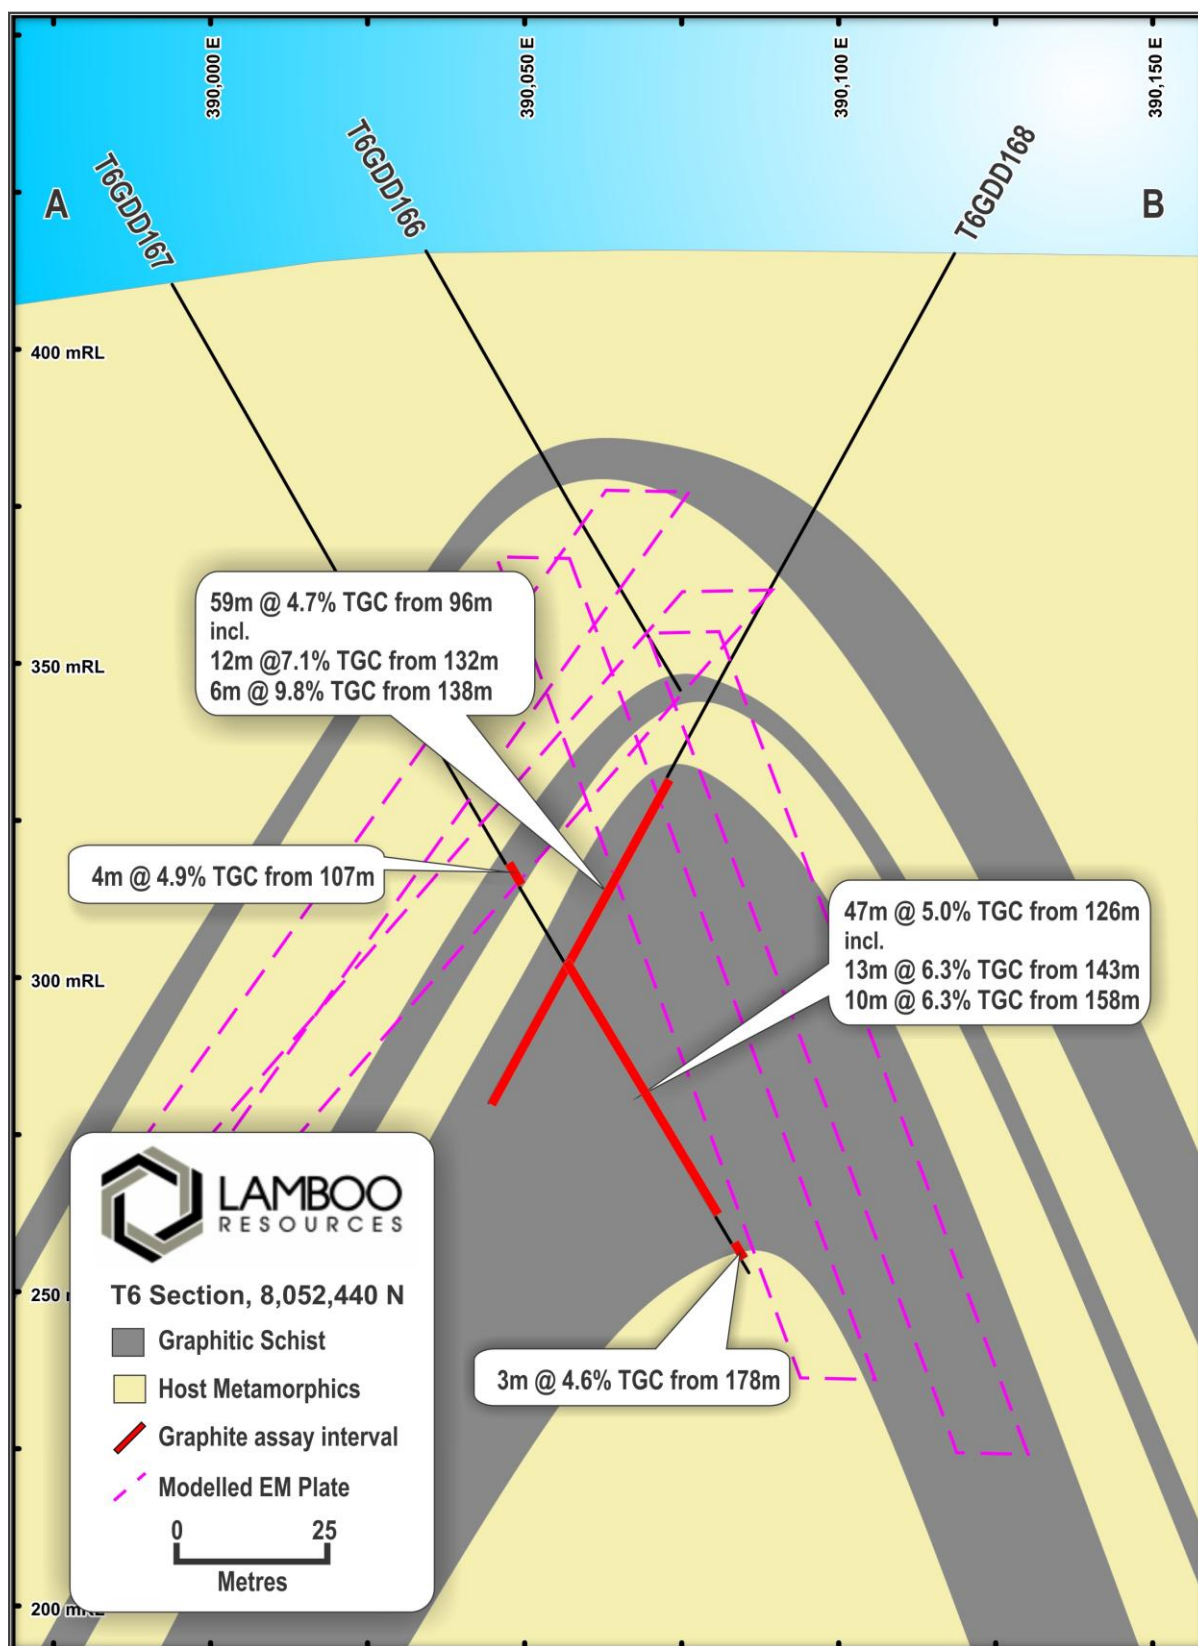 390,000 E
390,050 E
390,100 E
390,150 E
A
T6GDD167
T6GDD166
T6GDD168
B
400 mRL
59m @ 4.7% TGC from 96m
incl.
12m @7.1% TGC from 132m
6m @ 9.8% TGC from 138m
350 mRL
4m @ 4.9% TGC from 107m
47m @ 5.0% TGC from 126m
incl.
13m @ 6.3% TGC from 143m
10m @ 6.3% TGC from 158m
300 mRL
LAMBOO
RESOURCES
250
T6 Section, 8,052,440 N
Graphitic Schist
Host Metamorphics
Graphite assay interval
Modelled EM Plate
0 25
Metres
3m @ 4.6% TGC from 178m
200 mRL